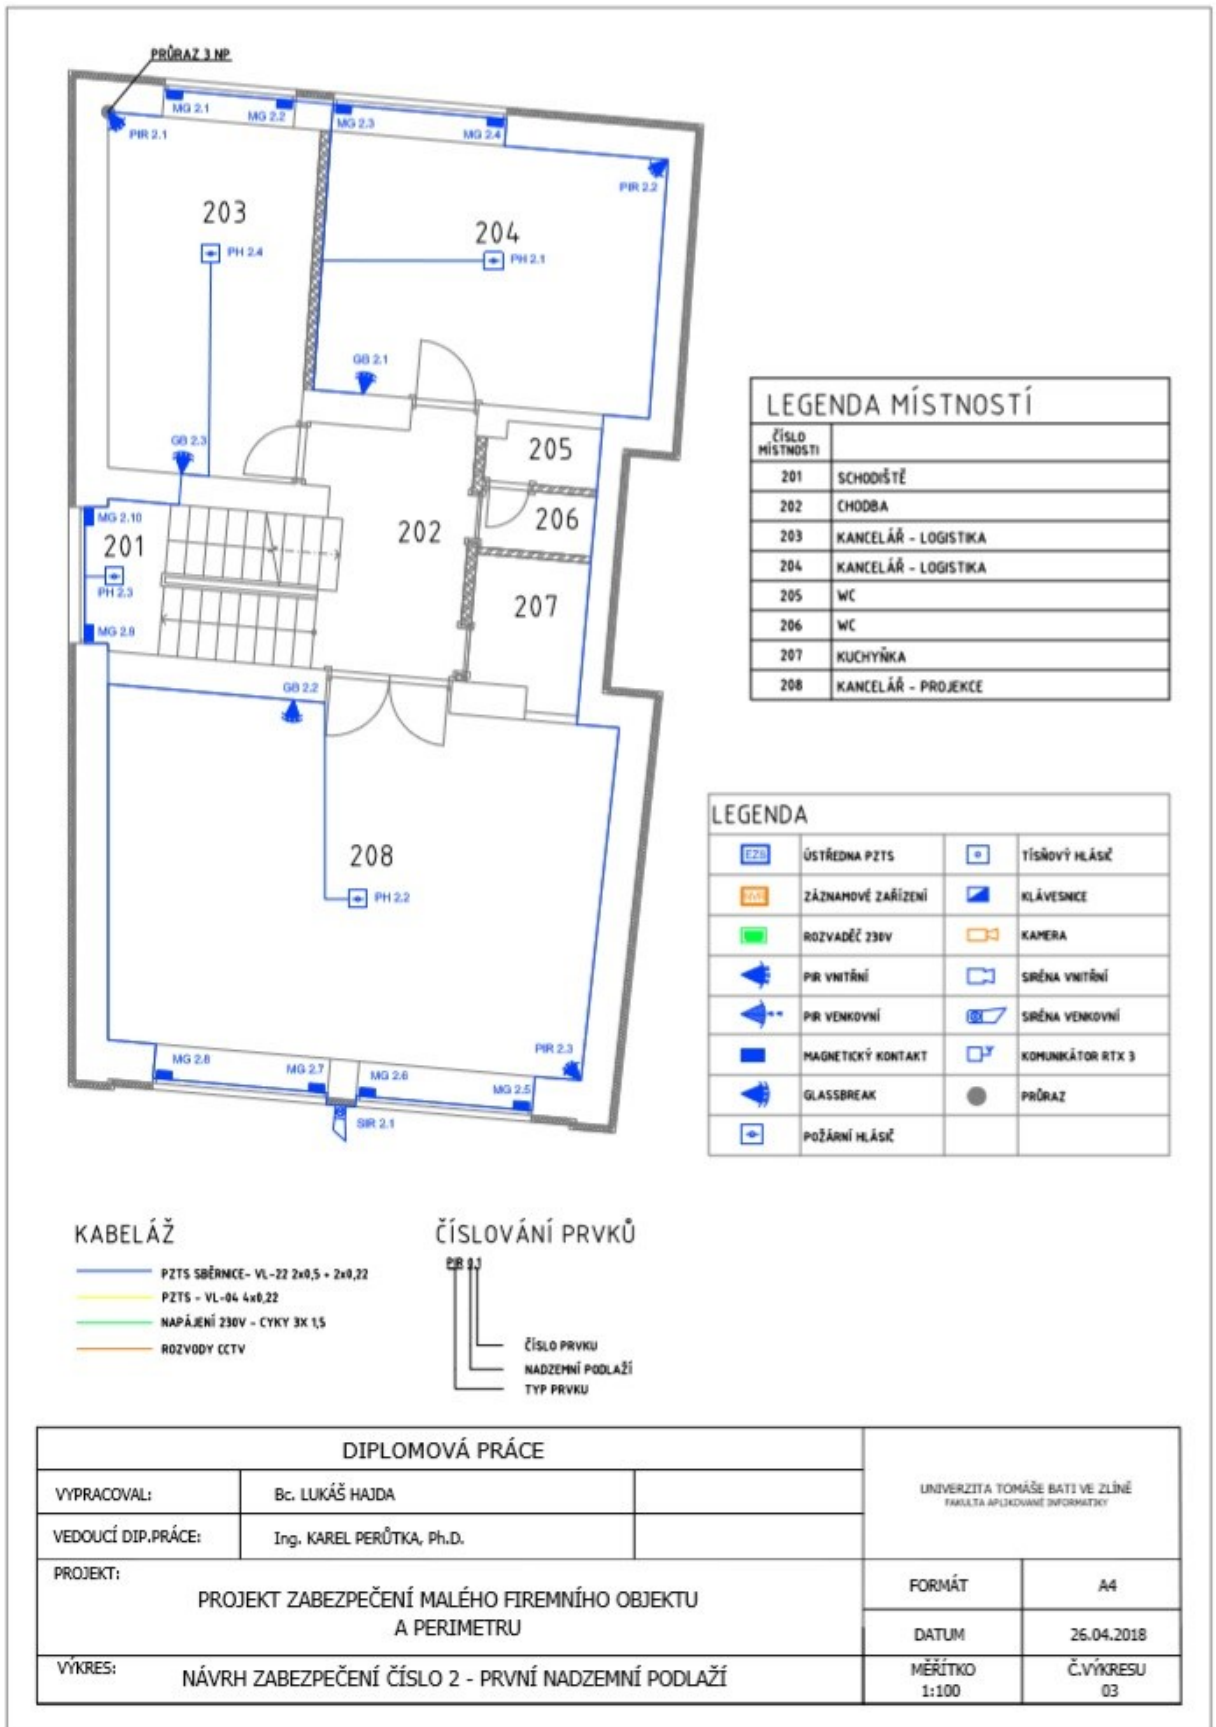 PRŮRAZ 3 NP
MG 2.1
MG 2.2
MG 2.3
MG 2.4
PIR 2.1
PIR 2.2
203
204
PH 2.4
PH 2.1
GB 2.1
GB 2.3
205
206
MG 2.10
201
202
PH 2.3
207
MG 2.9
GB 2.2
208
PH 2.2
PIR 2.3
MG 2.8
MG 2.7
MG 2.6
MG 2.5
SIR 2.1
LEGENDA MÍSTNOSTÍ
ČÍSLO
MÍSTNOSTI
201 SCHODIŠTĚ
202 CHODBA
203 KANCELÁŘ - LOGISTIKA
204 KANCELÁŘ - LOGISTIKA
205 WC
206 WC
207 KUCHYŇKA
208 KANCELÁŘ - PROJEKCE
LEGENDA
EZS ÚSTŘEDNA PZTS TÍSŇOVÝ HLÁSIČ
ZÁZNAMOVÉ ZAŘÍZENÍ KLÁVESNICE
ROZVADĚČ 230V KAMERA
PIR VNITŘNÍ SIRÉNA VNITŘNÍ
PIR VENKOVNÍ SIRÉNA VENKOVNÍ
MAGNETICKÝ KONTAKT KOMUNIKÁTOR RTX 3
GLASSBREAK PRŮRAZ
POŽÁRNÍ HLÁSIČ
KABELÁŽ
PZTS SBĚRNICE- VL-22 2x0,5 + 2x0,22
PZTS - VL-04 4x0,22
NAPÁJENÍ 230V - CYKY 3X 1,5
ROZVODY CCTV
ČÍSLOVÁNÍ PRVKŮ
PIR 0.1
ČÍSLO PRVKU
NADZEMNÍ PODLAŽÍ
TYP PRVKU
DIPLOMOVÁ PRÁCE
VYPRACOVAL: Bc. LUKÁŠ HAJDA
VEDOUCÍ DIP.PRÁCE: Ing. KAREL PERŮTKA, Ph.D.
UNIVERZITA TOMÁŠE BATI VE ZLÍNĚ
FAKULTA APLIKOVANÉ INFORMATIKY
PROJEKT:
PROJEKT ZABEZPEČENÍ MALÉHO FIREMNÍHO OBJEKTU
A PERIMETRU
FORMÁT A4
DATUM 26.04.2018
VÝKRES: NÁVRH ZABEZPEČENÍ ČÍSLO 2 - PRVNÍ NADZEMNÍ PODLAŽÍ
MĚŘÍTKO
1:100
Č.VÝKRESU
03